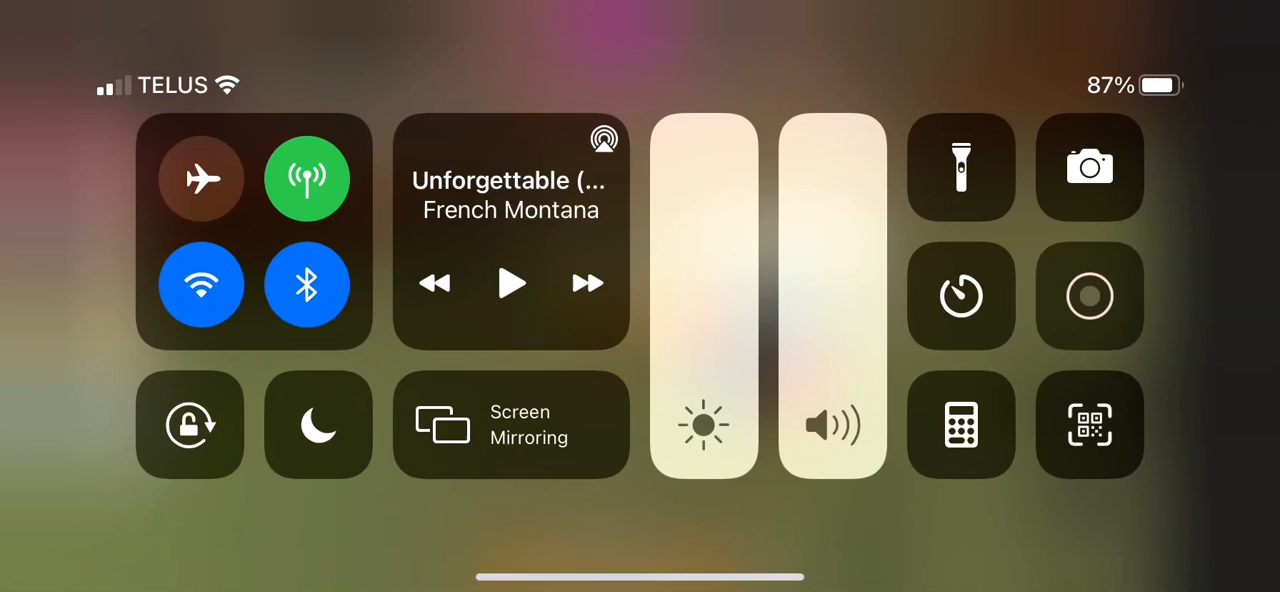 TELUS
87%
Unforgettable (...
French Montana
Screen
Mirroring